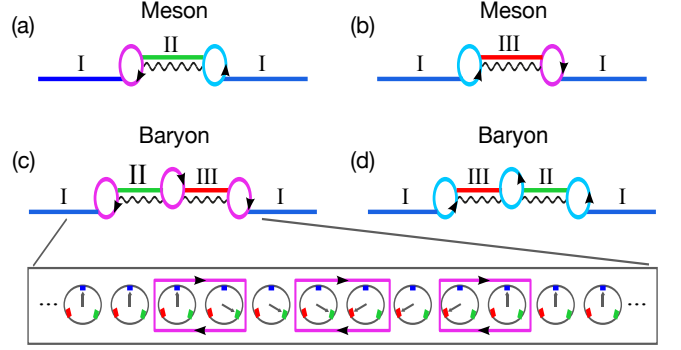 (a) Meson (b) Meson
II III
I I I I
Baryon Baryon
(c) (d)
II III III II
I I I I
... ...